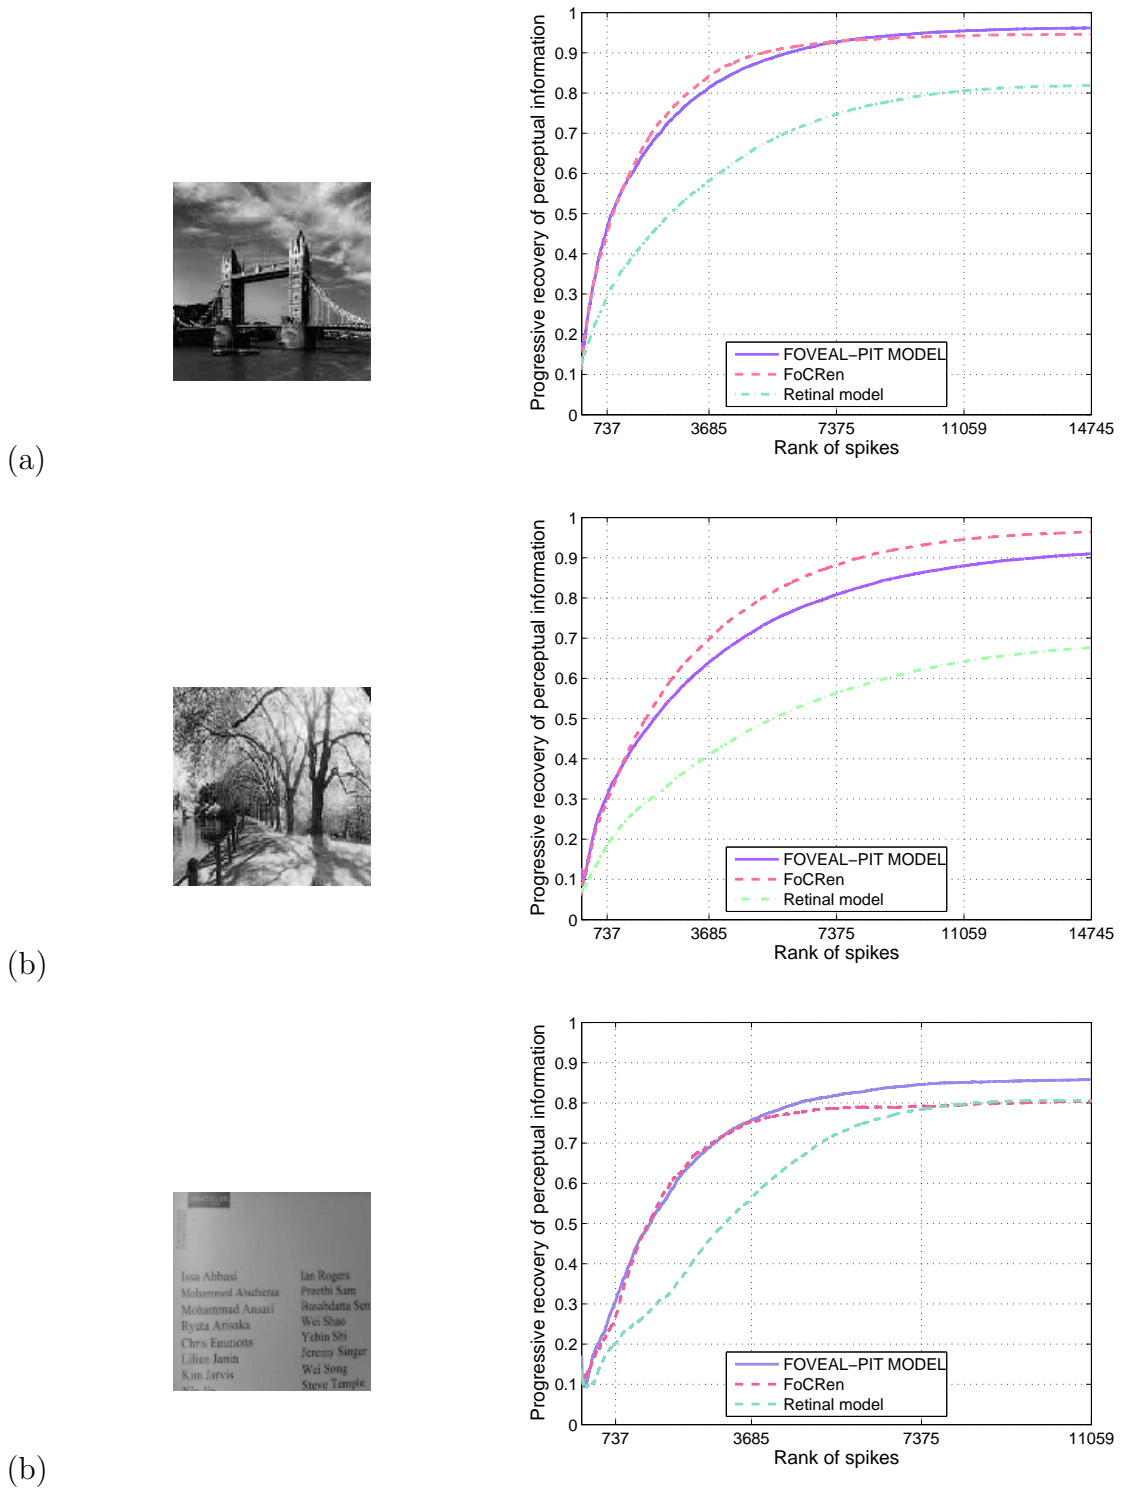 Progressive recovery of perceptual information
1
0.9
0.8
0.7
0.6
0.5
0.4
0.3
0.2
0.1
0
FOVEAL-PIT MODEL
FoCRen
Retinal model
737 3685 7375 11059 14745
Rank of spikes
(a)
Progressive recovery of perceptual information
1
0.9
0.8
0.7
0.6
0.5
0.4
0.3
0.2
0.1
0
FOVEAL-PIT MODEL
FoCRen
Retinal model
737 3685 7375 11059 14745
Rank of spikes
(b)
Issa Abbasi
Mohammad Ansari
Ryuta Arisaka
Chris Emmons
Lilian Janin
Kim Jarvis
Ian Rogers
Preethi Sam
Basabdatta Sen
Wei Shao
Yebin Shi
Jeremy Singer
Wei Song
Steve Temple
Progressive recovery of perceptual information
1
0.9
0.8
0.7
0.6
0.5
0.4
0.3
0.2
0.1
0
FOVEAL-PIT MODEL
FoCRen
Retinal model
737 3685 7375 11059
Rank of spikes
(b)